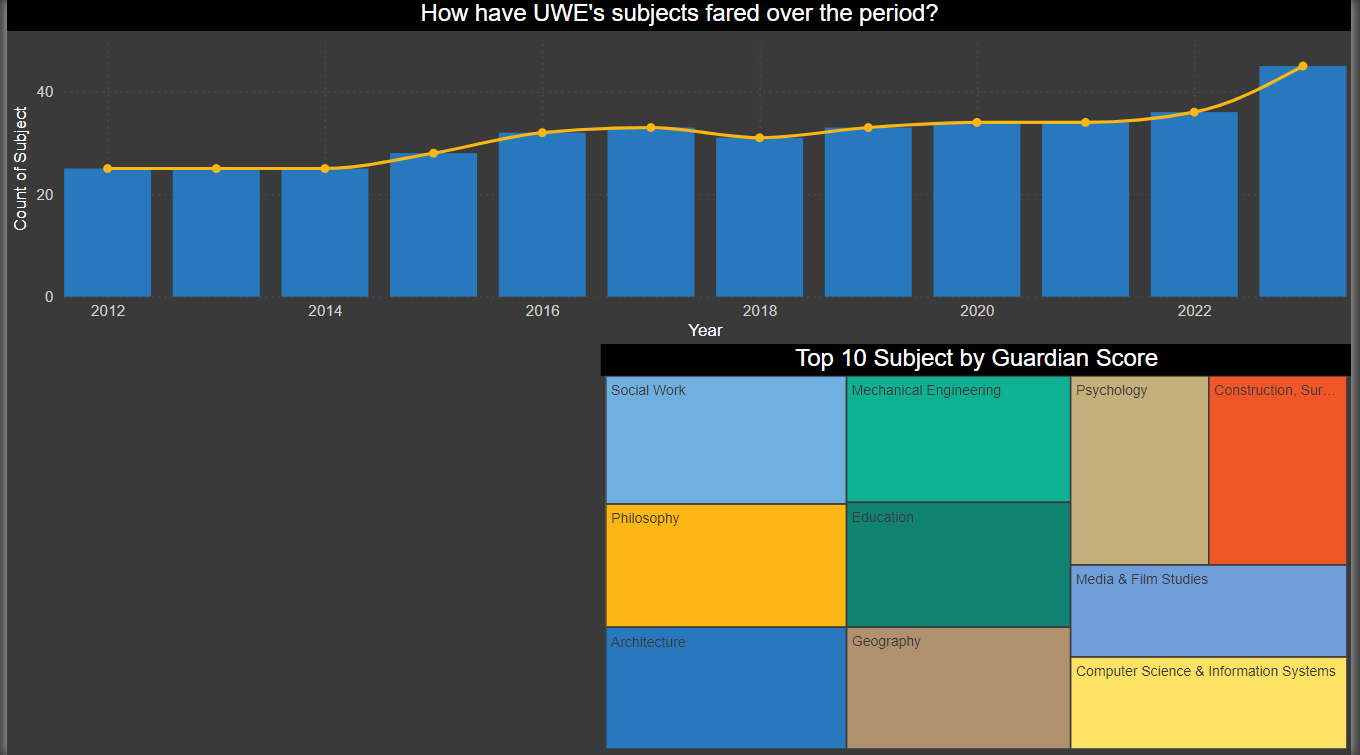 How have UWE's subjects fared over the period?
Count of Subject
40
20
0
2012 2014 2016 2018 2020 2022
Year
Top 10 Subject by Guardian Score
Social Work
Mechanical Engineering
Psychology
Construction, Sur...
Philosophy
Education
Media & Film Studies
Architecture
Geography
Computer Science & Information Systems